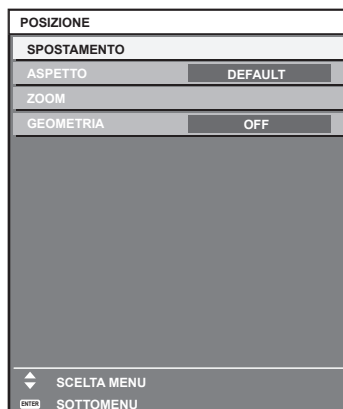 POSIZIONE
SPOSTAMENTO
ASPETTO DEFAULT
ZOOM
GEOMETRIA OFF
SCELTA MENU
ENTER SOTTOMENU